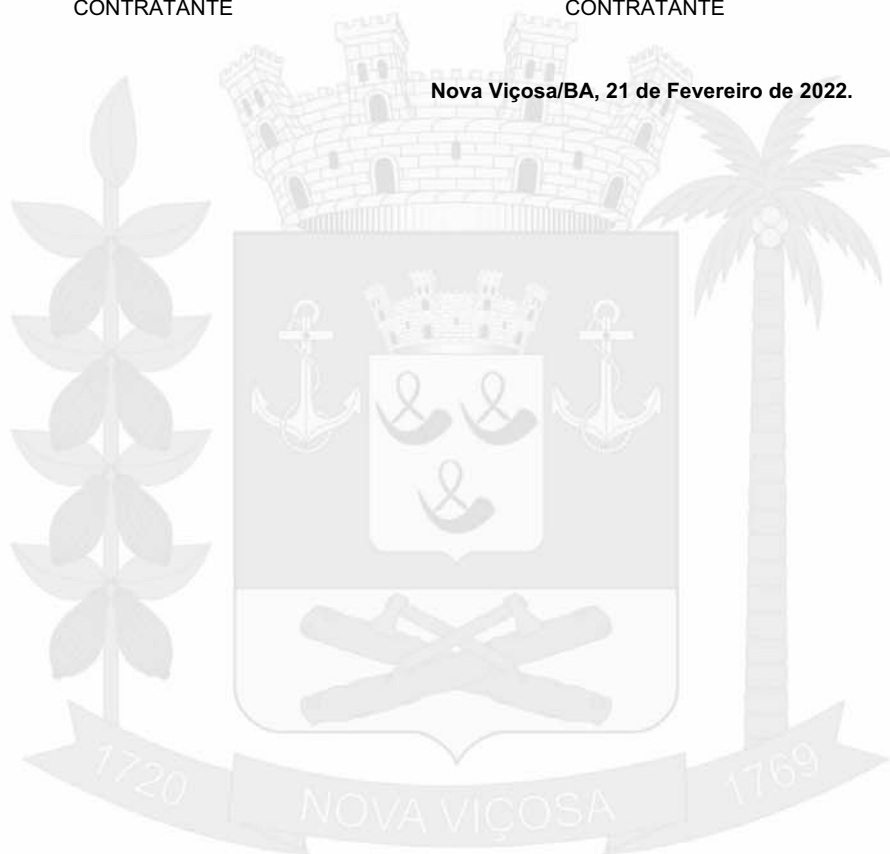 CONTRATANTE CONTRATANTE
Nova Viçosa/BA, 21 de Fevereiro de 2022.
1720 NOVA VIÇOSA 1769